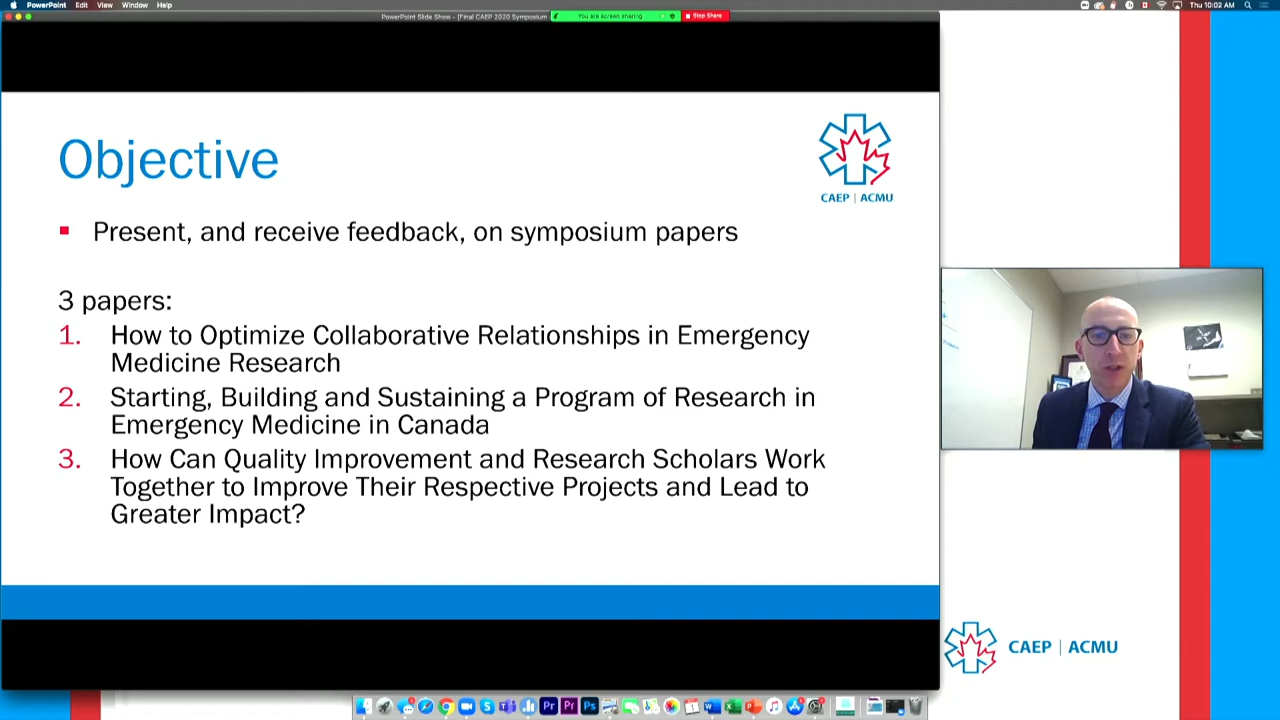 PowerPoint Edit View Window Help
Thu 10:02 AM
PowerPoint Slide Show - [Final CAEP 2020 Symposium
You are screen sharing
Stop Share
Objective
CAEP | ACMU
Present, and receive feedback, on symposium papers
3 papers:
1. How to Optimize Collaborative Relationships in Emergency
Medicine Research
2. Starting, Building and Sustaining a Program of Research in
Emergency Medicine in Canada
3. How Can Quality Improvement and Research Scholars Work
Together to Improve Their Respective Projects and Lead to
Greater Impact?
CAEP | ACMU
Pr Pr Ps